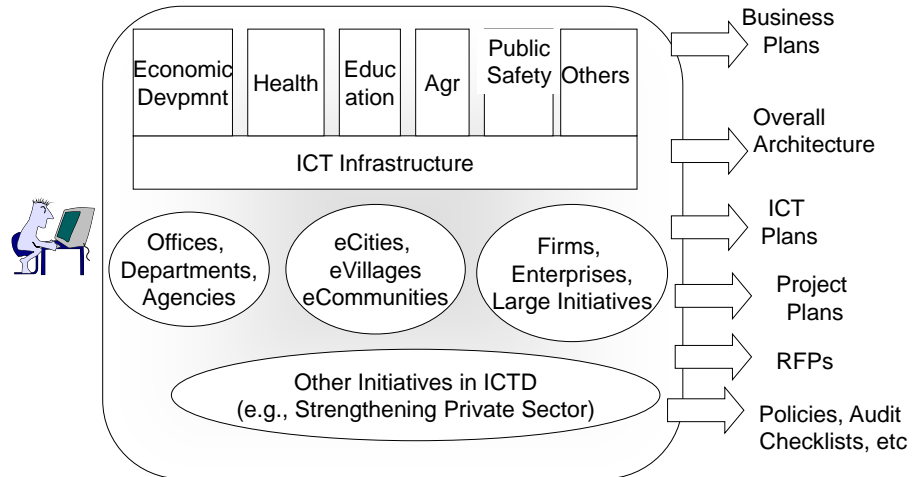 Economic
Devpmnt
Health
Educ
ation
Agr
Public
Safety
Others
ICT Infrastructure
Offices,
Departments,
Agencies
eCities,
eVillages
eCommunities
Firms,
Enterprises,
Large Initiatives
Other Initiatives in ICTD
(e.g., Strengthening Private Sector)
Business
Plans
Overall
Architecture
ICT
Plans
Project
Plans
RFPs
Policies, Audit
Checklists, etc